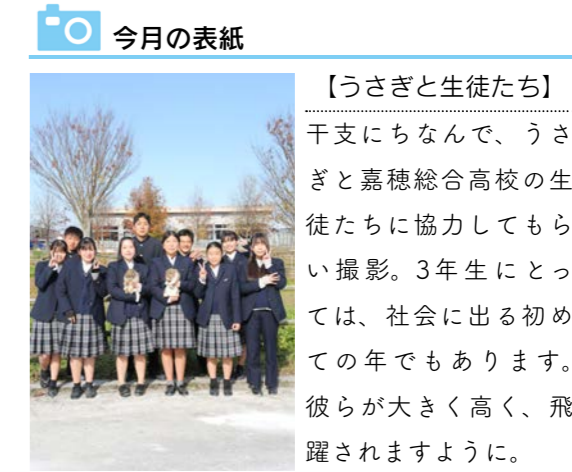 今月の表紙
【うさぎと生徒たち】
干支にちなんで、うさ
ぎと嘉穂総合高校の生
徒たちに協力してもら
い撮影。3年生にとっ
ては、社会に出る初め
ての年でもあります。
彼らが大きく高く、飛
躍されますように。